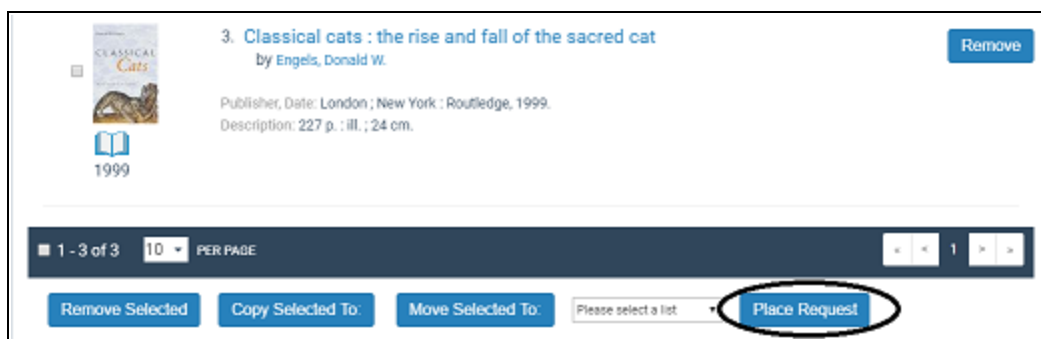 3. Classical cats : the rise and fall of the sacred cat
Remove
by Engels, Donald W.
CLASSICAL
Cats
Publisher, Date: London ; New York : Routledge, 1999.
Description: 227 p. : ill. ; 24 cm.
1999
1 - 3 of 3 10 PER PAGE « < 1 > »
Remove Selected Copy Selected To: Move Selected To: Please select a list Place Request